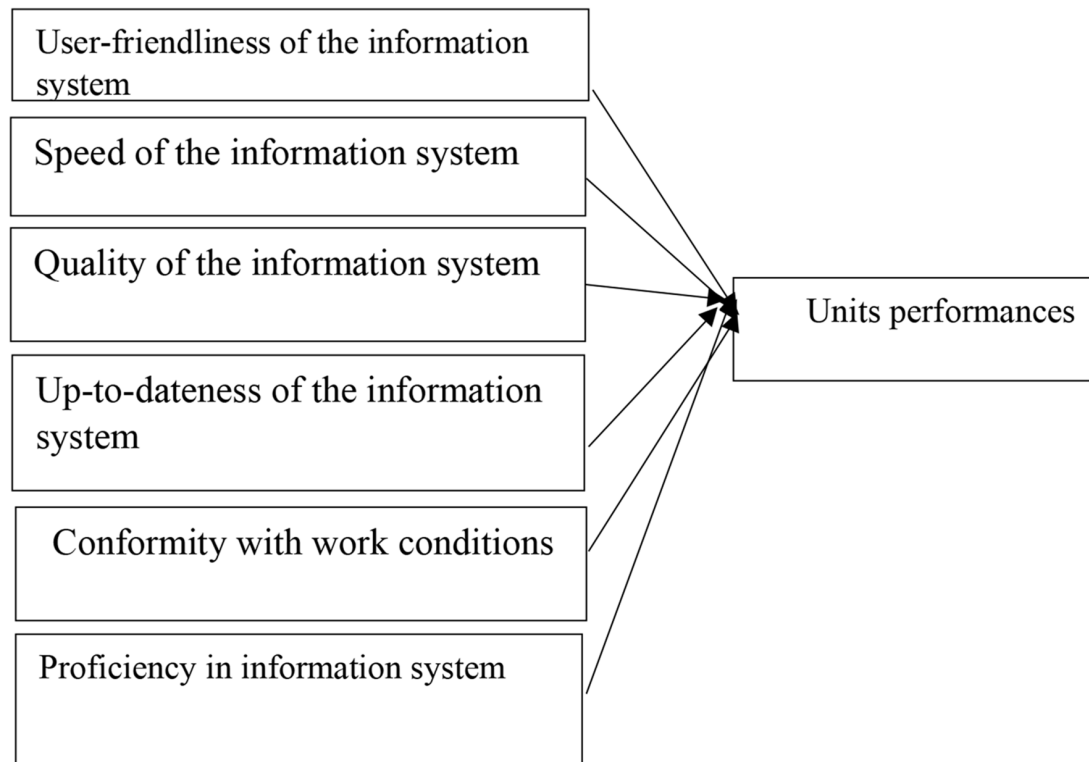 User-friendliness of the information
system
Speed of the information system
Quality of the information system
Units performances
Up-to-dateness of the information
system
Conformity with work conditions
Proficiency in information system